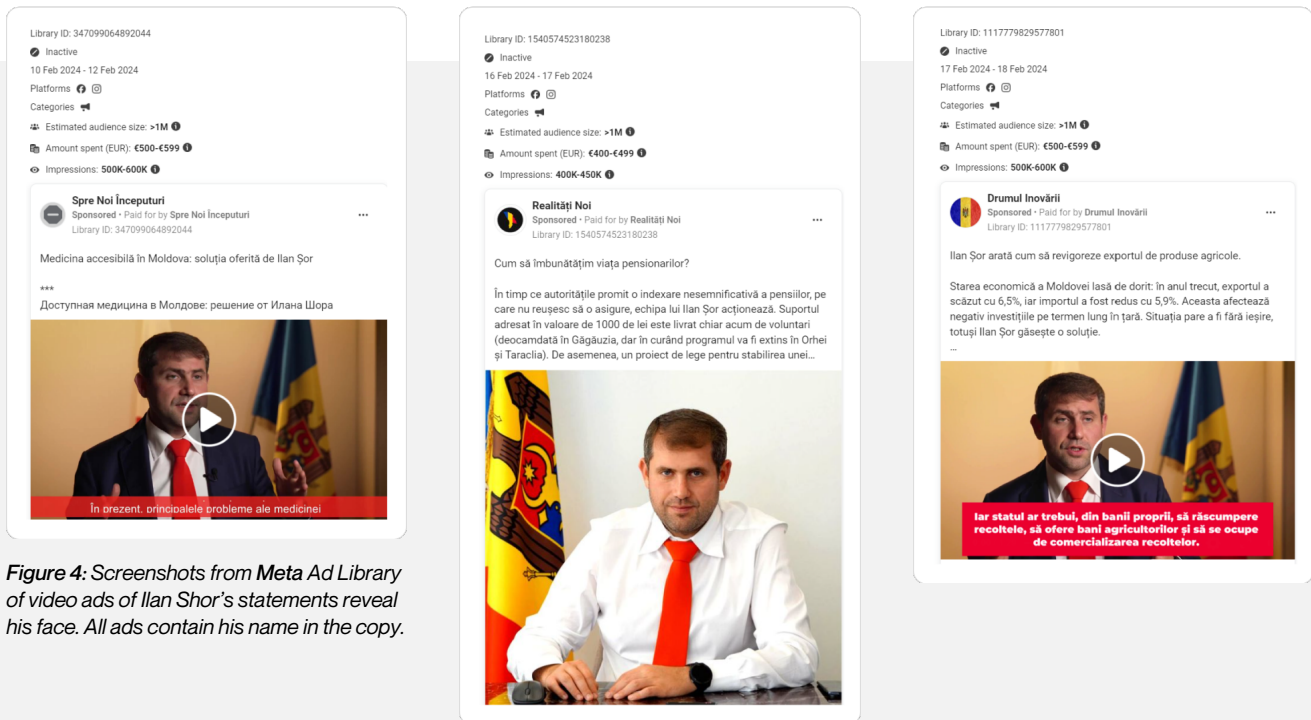 Library ID: 347099064892044
Inactive
10 Feb 2024 - 12 Feb 2024
Platforms
Categories
Estimated audience size: >1M
Amount spent (EUR): €500-€599
Impressions: 500K-600K
Spre Noi Începuturi
Sponsored • Paid for by Spre Noi Începuturi
Library ID: 347099064892044
Medicina accesibilă în Moldova: soluția oferită de Ilan Șor
***
Доступная медицина в Молдове: решение от Илана Шора
În prezent, principalele probleme ale medicinei
Figure 4: Screenshots from Meta Ad Library
of video ads of Ilan Shor's statements reveal
his face. All ads contain his name in the copy.
Library ID: 1540574523180238
Inactive
16 Feb 2024 - 17 Feb 2024
Platforms
Categories
Estimated audience size: >1M
Amount spent (EUR): €400-€499
Impressions: 400K-450K
Realități Noi
Sponsored • Paid for by Realități Noi
Library ID: 1540574523180238
Cum să îmbunătățim viața pensionarilor?
În timp ce autoritățile promit o indexare nesemnificativă a pensiilor, pe
care nu reușesc să o asigure, echipa lui Ilan Șor acționează. Suportul
adresat în valoare de 1000 de lei este livrat chiar acum de voluntari
(deocamdată în Găgăuzia, dar în curând programul va fi extins în Orhei
și Taraclia). De asemenea, un proiect de lege pentru stabilirea unei...
Library ID: 1117779829577801
Inactive
17 Feb 2024 - 18 Feb 2024
Platforms
Categories
Estimated audience size: >1M
Amount spent (EUR): €500-€599
Impressions: 500K-600K
Drumul Inovării
Sponsored • Paid for by Drumul Inovării
Library ID: 1117779829577801
Ilan Șor arată cum să revigoreze exportul de produse agricole.
Starea economică a Moldovei lasă de dorit: în anul trecut, exportul a
scăzut cu 6,5%, iar importul a fost redus cu 5,9%. Aceasta afectează
negativ investițiile pe termen lung în țară. Situația pare a fi fără ieșire,
totuși Ilan Șor găsește o soluție.
...
Iar statul ar trebui, din banii proprii, să răscumpere
recoltele, să ofere bani agricultorilor și să se ocupe
de comercializarea recoltelor.